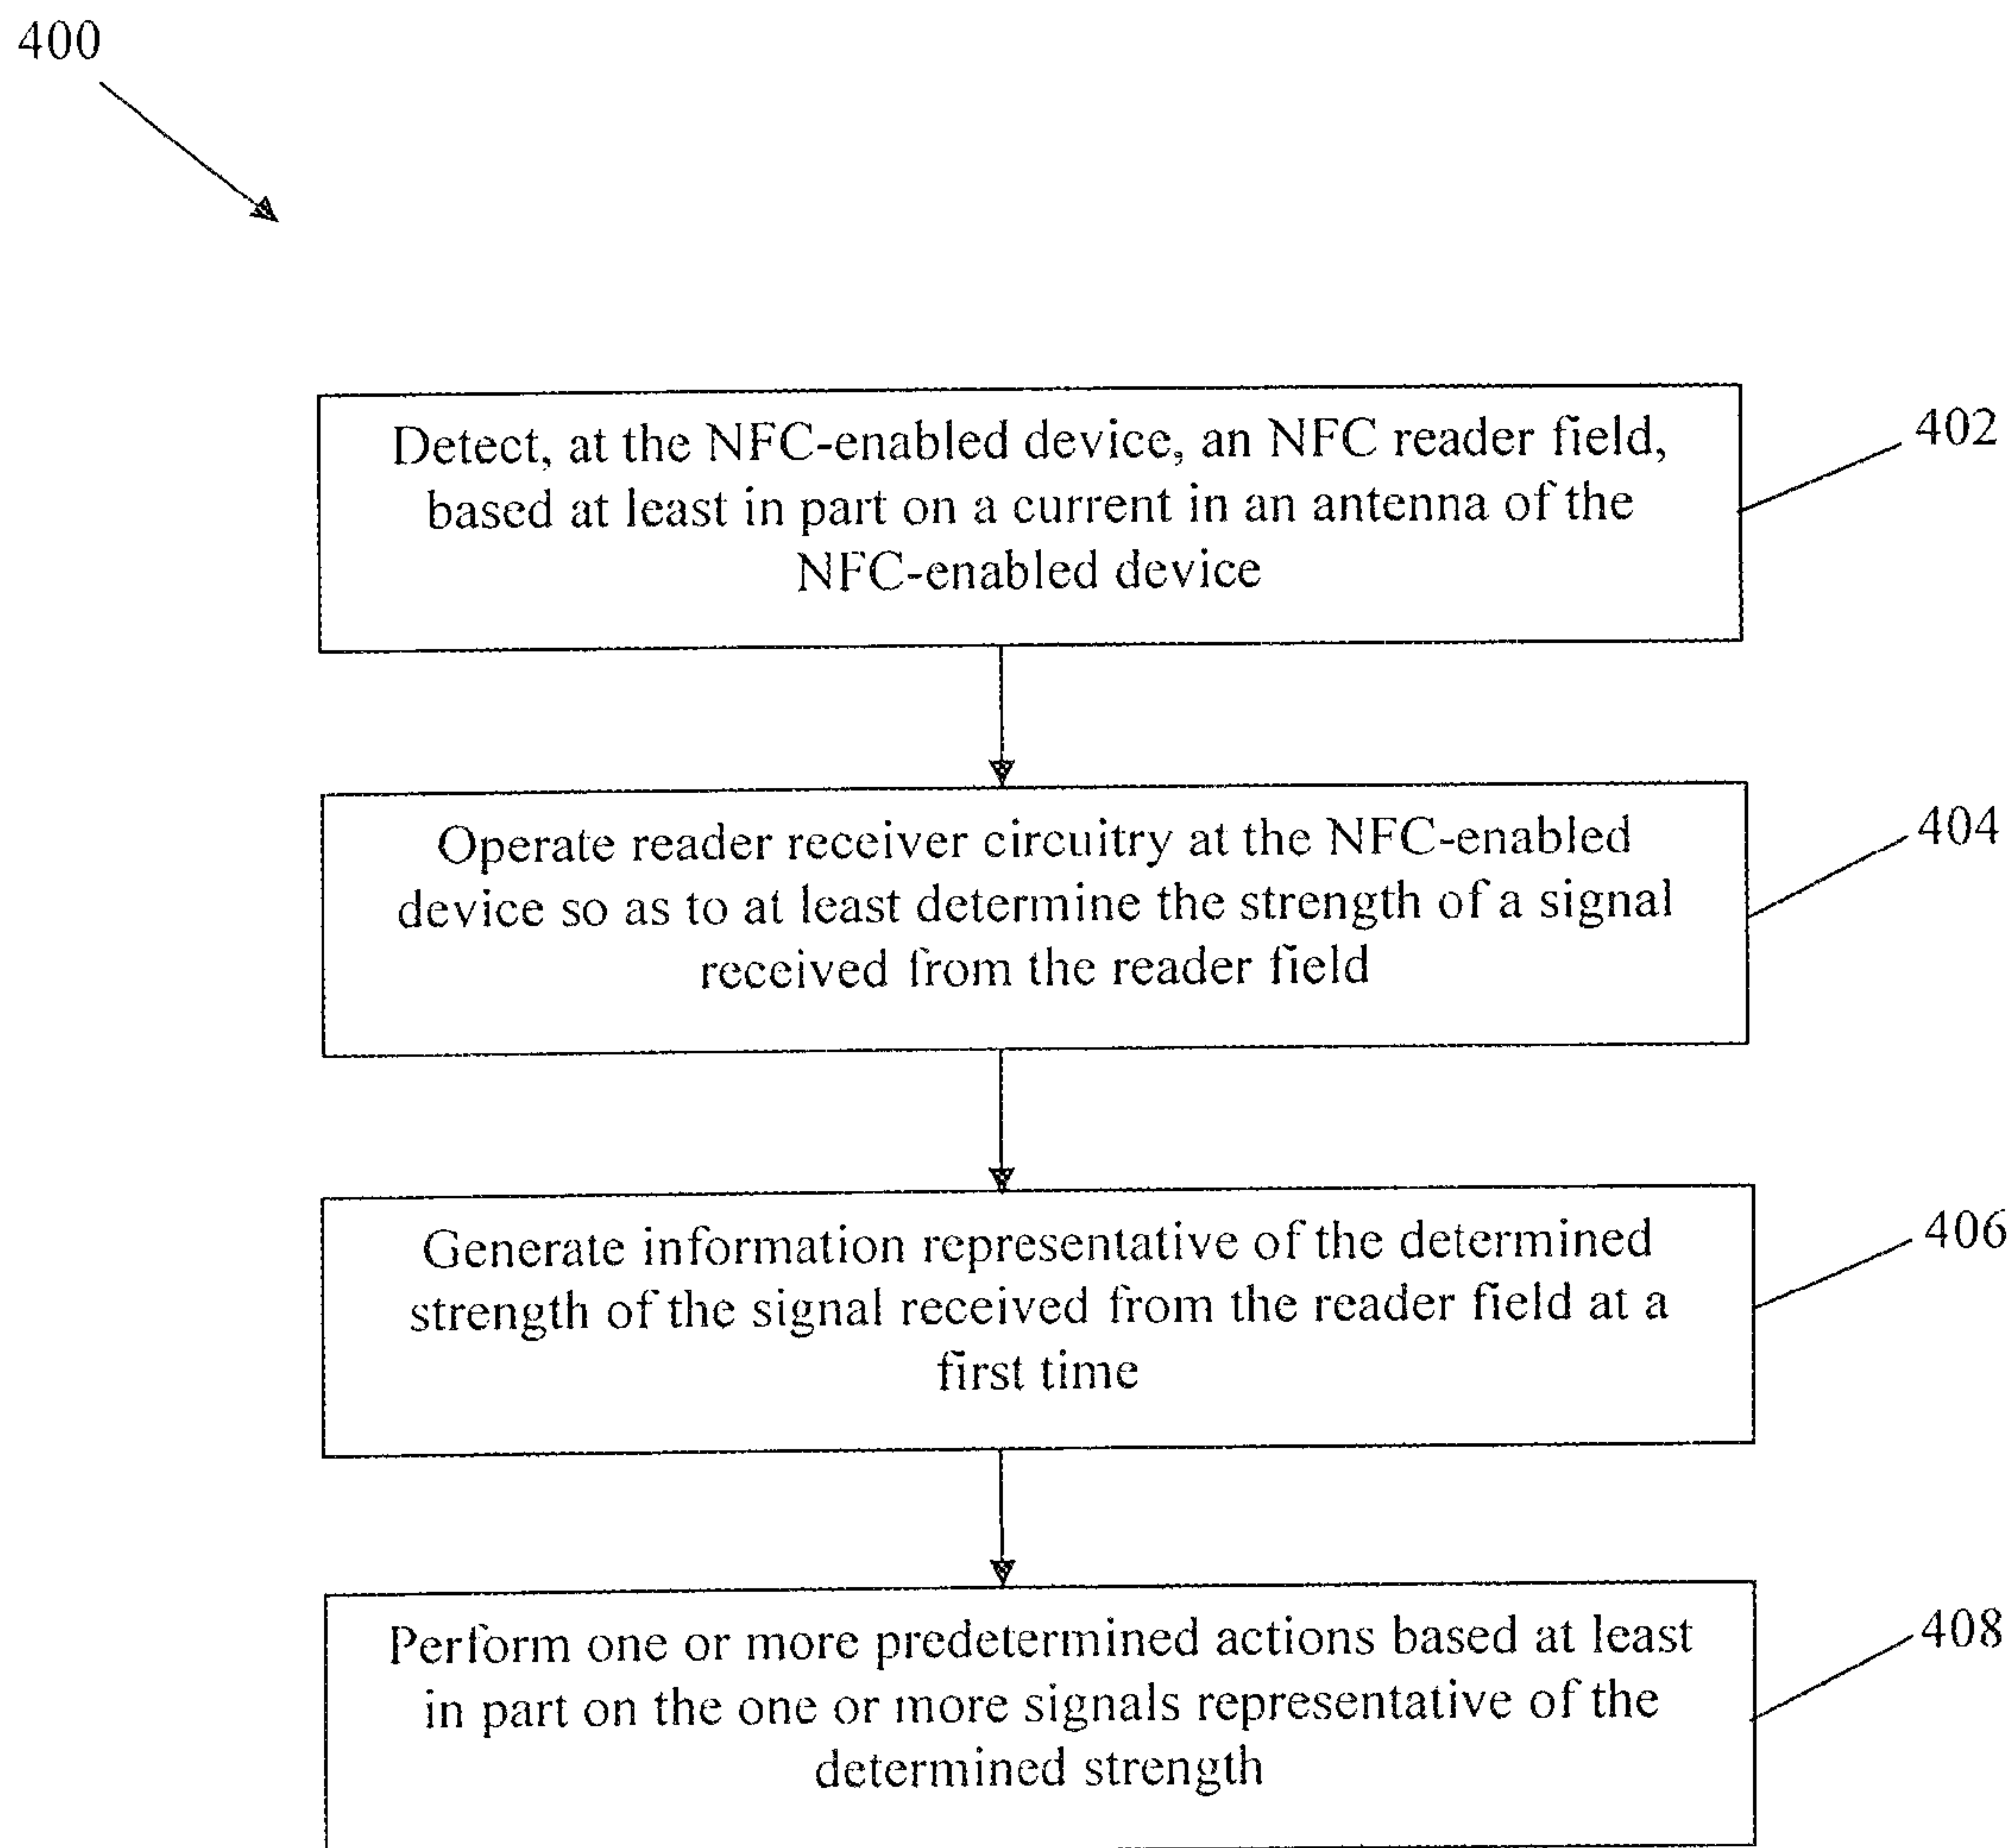 400
Detect, at the NFC-enabled device, an NFC reader field,
based at least in part on a current in an antenna of the
NFC-enabled device
402
Operate reader receiver circuitry at the NFC-enabled
device so as to at least determine the strength of a signal
received from the reader field
404
Generate information representative of the determined
strength of the signal received from the reader field at a
first time
406
Perform one or more predetermined actions based at least
in part on the one or more signals representative of the
determined strength
408